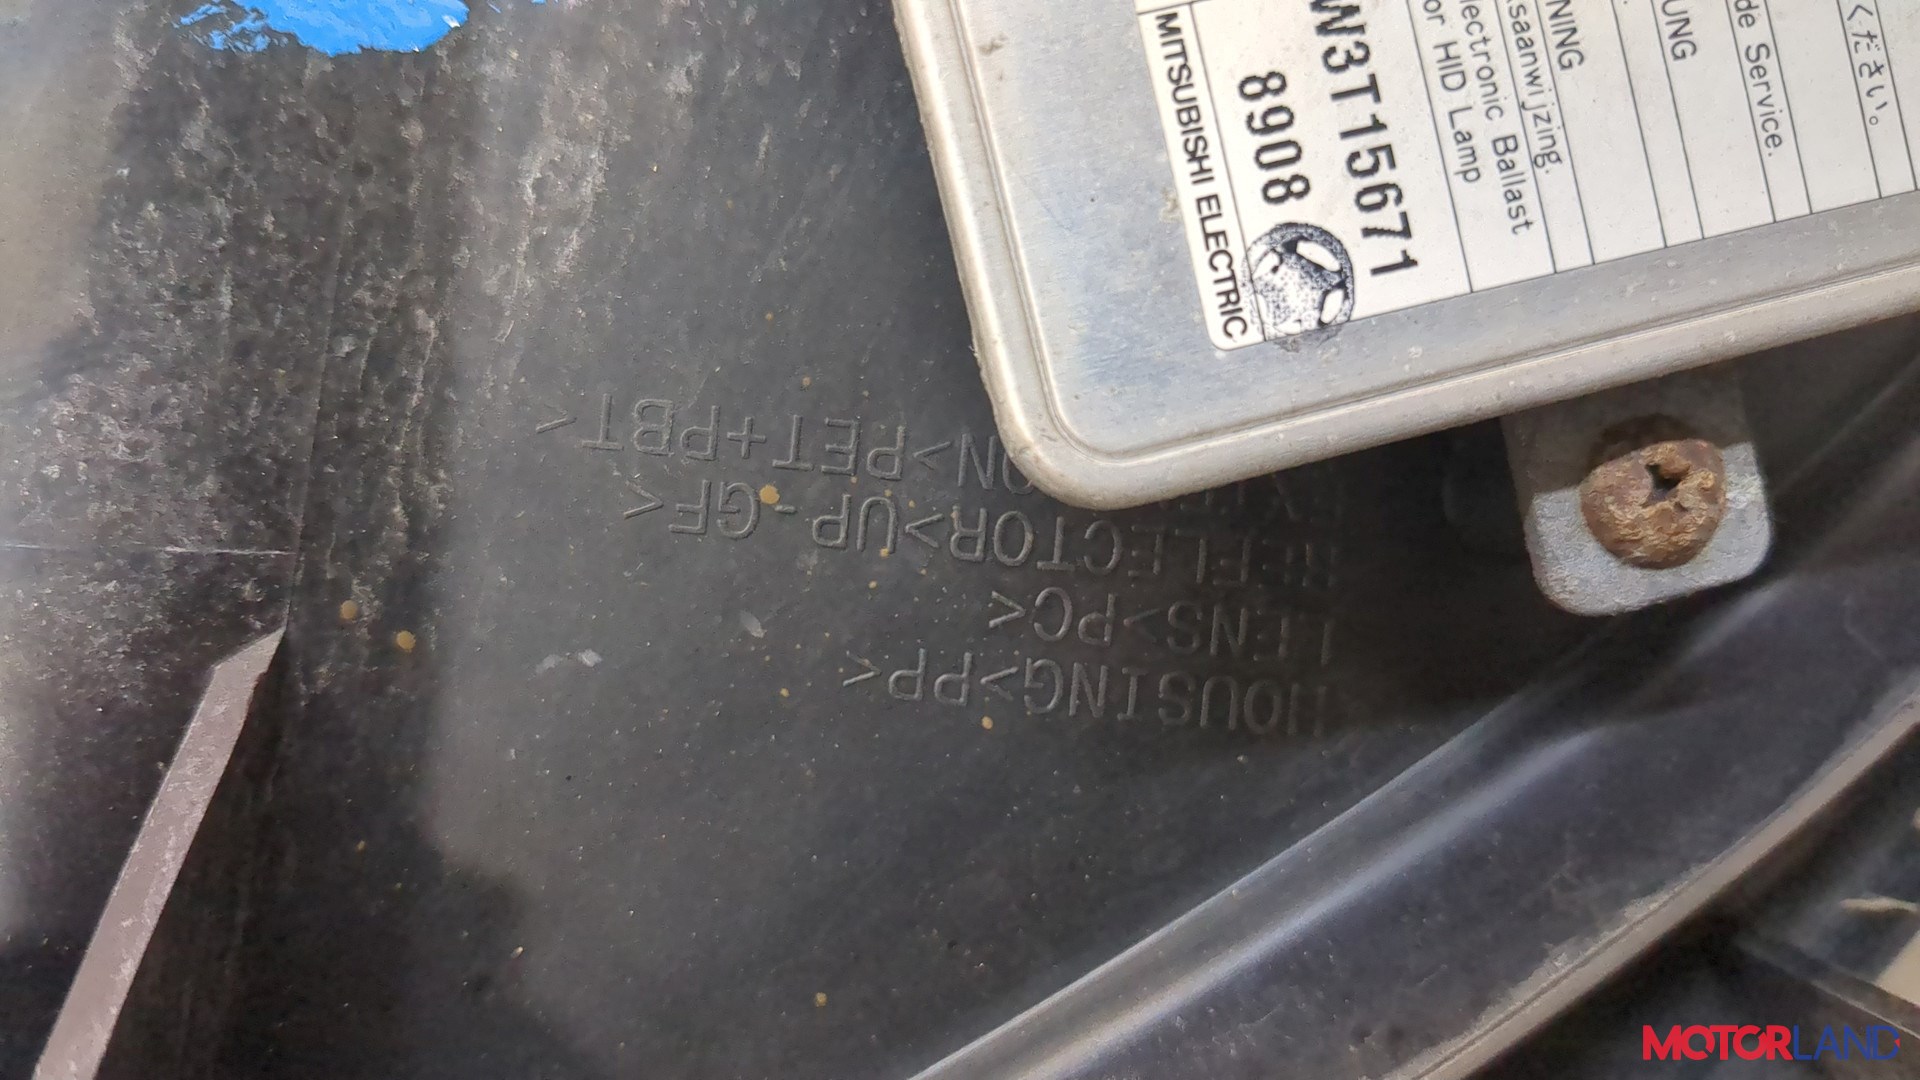 MITSUBISHI ELECTRIC
8908
W3T15671
or HID Lamp
lectronic Ballast
saanwijzing.
NING
UNG
de Service.
ください。
HOUSING>PP<
LENS>PC<
REFLECTOR>UP-GF<
ON>PET+PBT<
MOTORLAND